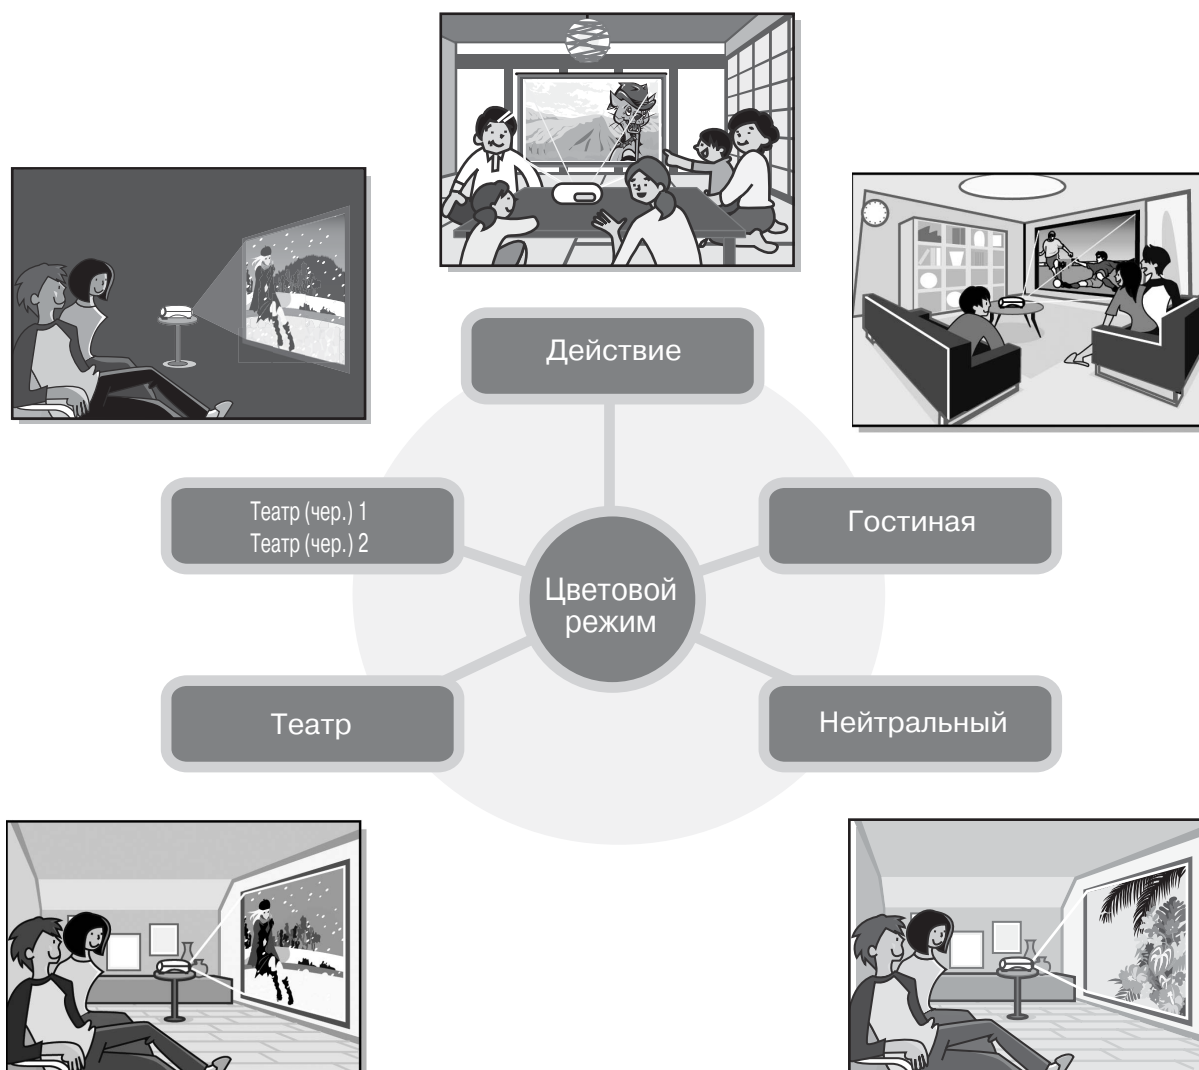 Действие
Театр (чер.) 1
Театр (чер.) 2
Гостиная
Цветовой
режим
Театр
Нейтральный